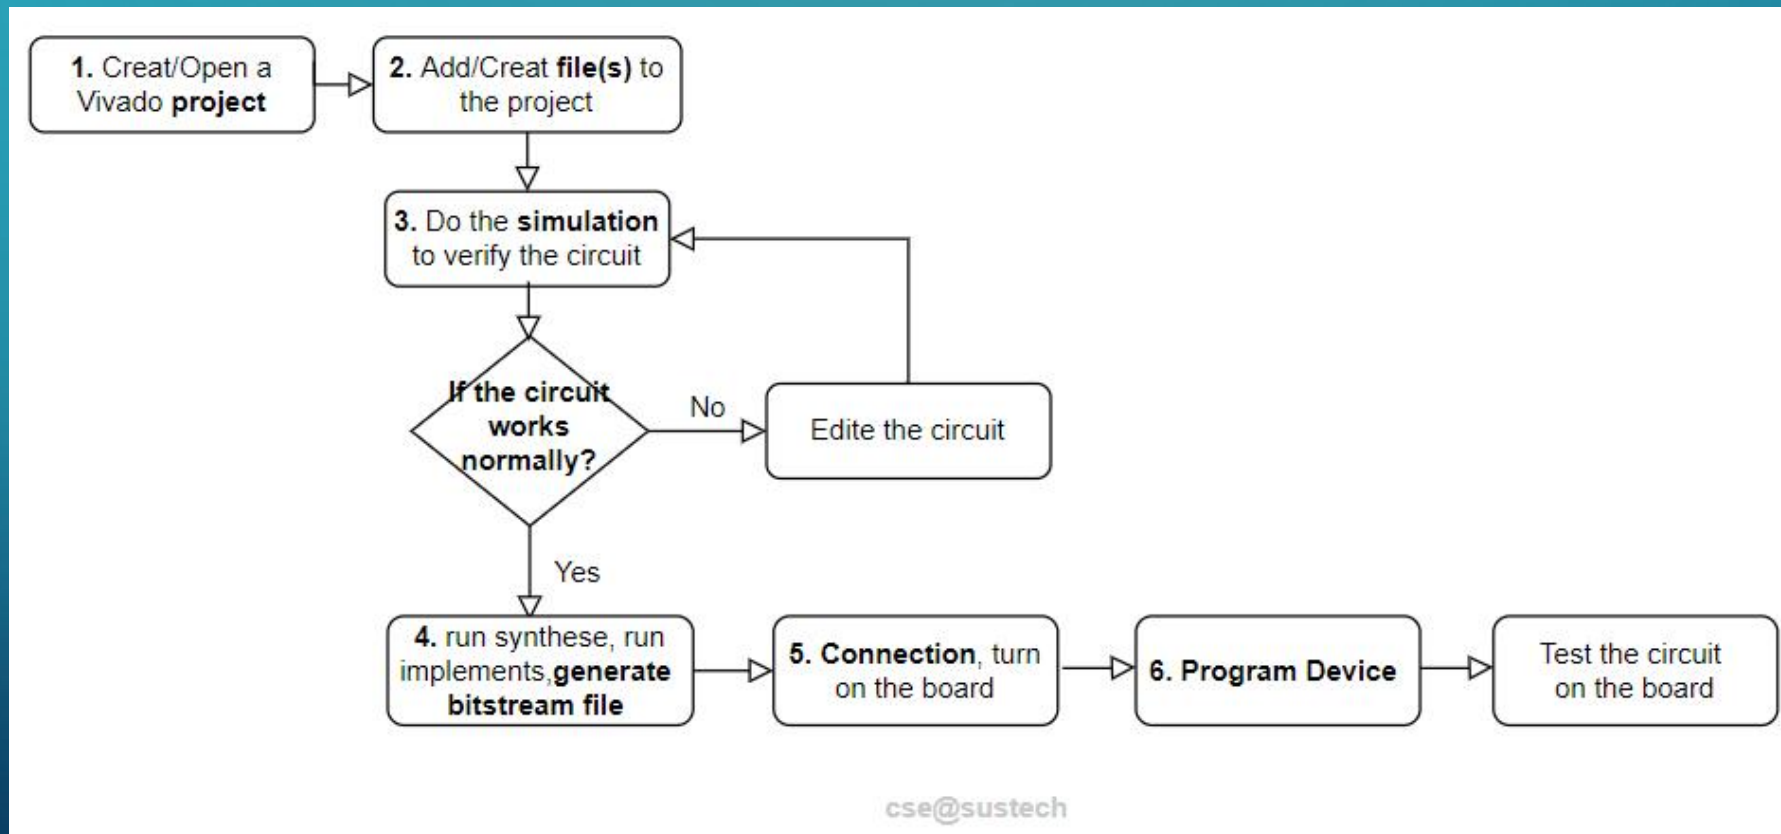 1. Creat/Open a
Vivado project
2. Add/Creat file(s) to
the project
3. Do the simulation
to verify the circuit
If the circuit
works
normally?
No
Edite the circuit
Yes
4. run synthese, run
implements,generate
bitstream file
5. Connection, turn
on the board
6. Program Device
Test the circuit
on the board
cse@sustech